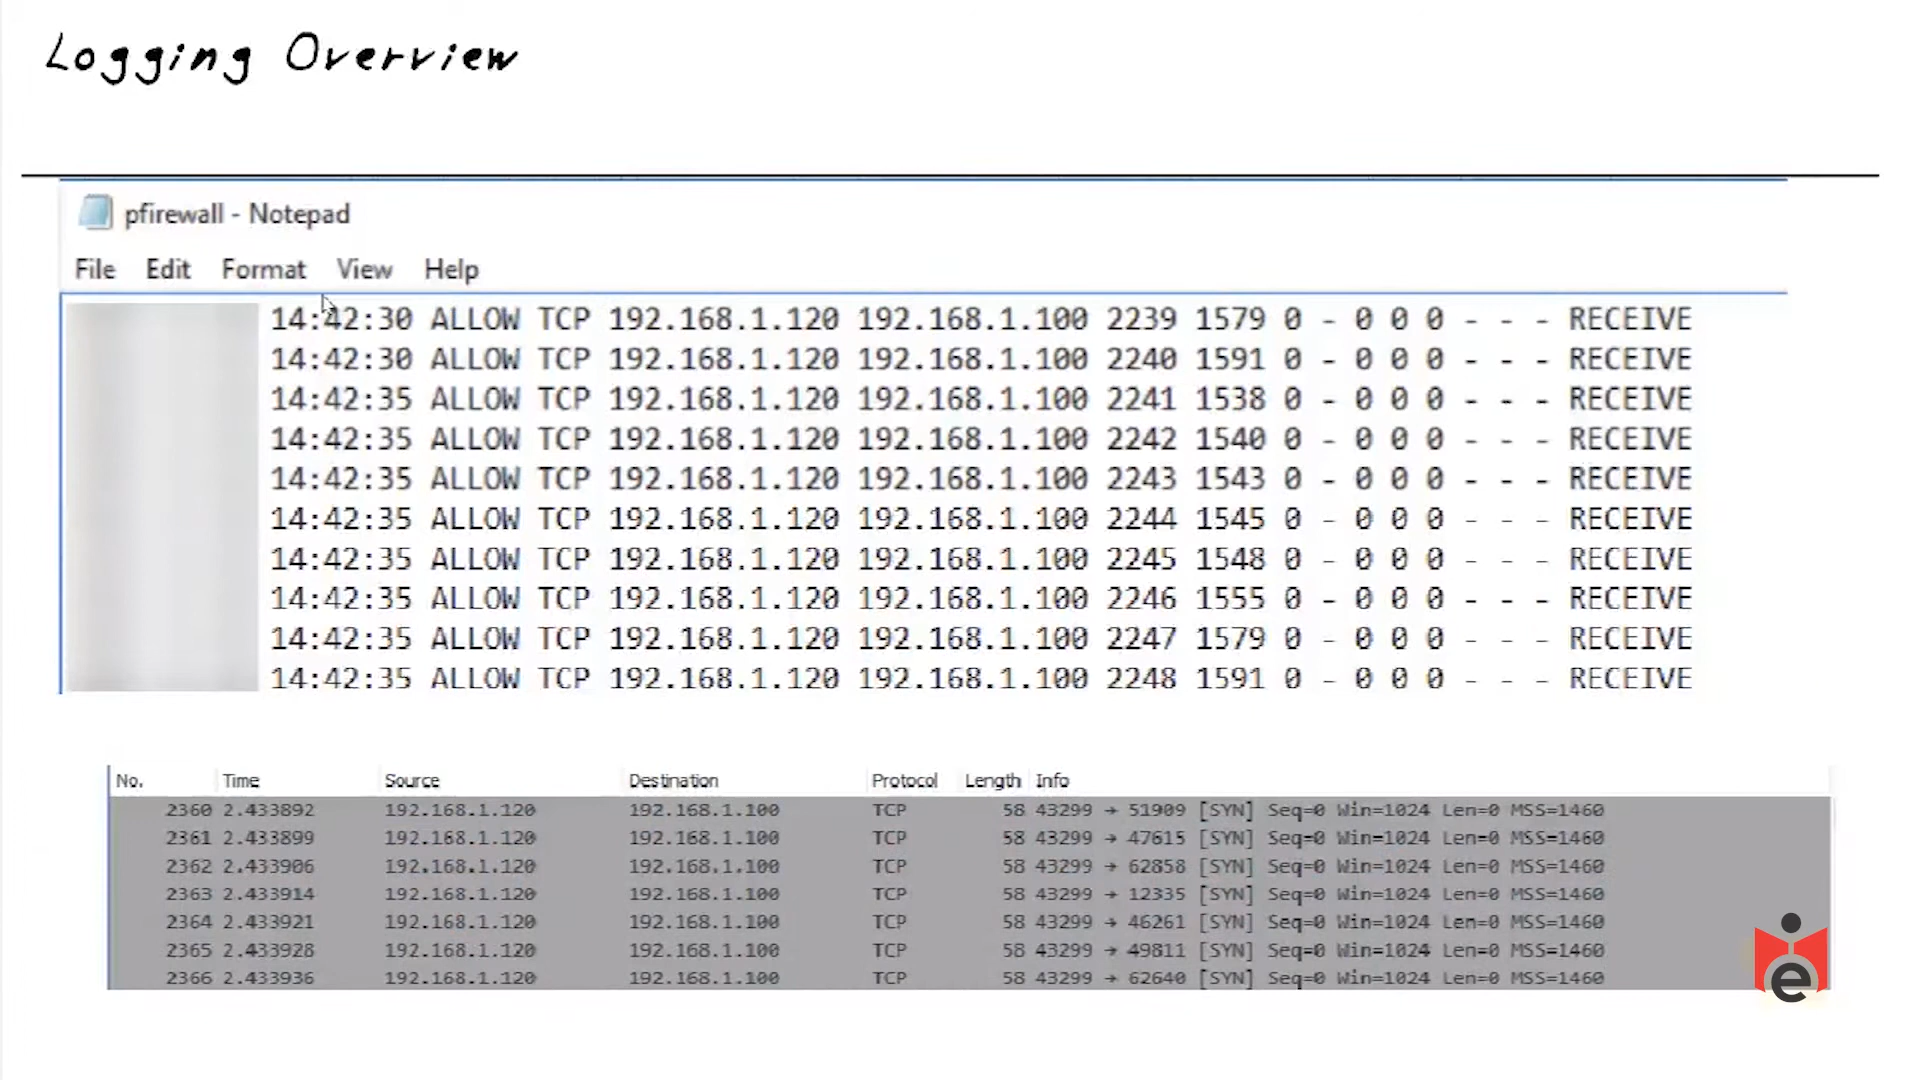 Logging Overview
pfirewall - Notepad
File Edit Format View Help
14:42:30 ALLOW TCP 192.168.1.120 192.168.1.100 2239 1579 0 - 0 0 0 - - - RECEIVE
14:42:30 ALLOW TCP 192.168.1.120 192.168.1.100 2240 1591 0 - 0 0 0 - - - RECEIVE
14:42:35 ALLOW TCP 192.168.1.120 192.168.1.100 2241 1538 0 - 0 0 0 - - - RECEIVE
14:42:35 ALLOW TCP 192.168.1.120 192.168.1.100 2242 1540 0 - 0 0 0 - - - RECEIVE
14:42:35 ALLOW TCP 192.168.1.120 192.168.1.100 2243 1543 0 - 0 0 0 - - - RECEIVE
14:42:35 ALLOW TCP 192.168.1.120 192.168.1.100 2244 1545 0 - 0 0 0 - - - RECEIVE
14:42:35 ALLOW TCP 192.168.1.120 192.168.1.100 2245 1548 0 - 0 0 0 - - - RECEIVE
14:42:35 ALLOW TCP 192.168.1.120 192.168.1.100 2246 1555 0 - 0 0 0 - - - RECEIVE
14:42:35 ALLOW TCP 192.168.1.120 192.168.1.100 2247 1579 0 - 0 0 0 - - - RECEIVE
14:42:35 ALLOW TCP 192.168.1.120 192.168.1.100 2248 1591 0 - 0 0 0 - - - RECEIVE
No. Time Source Destination Protocol Length Info
2360 2.433892 192.168.1.120 192.168.1.100 TCP 58 43299 → 51909 [SYN] Seq=0 Win=1024 Len=0 MSS=1460
2361 2.433899 192.168.1.120 192.168.1.100 TCP 58 43299 → 47615 [SYN] Seq=0 Win=1024 Len=0 MSS=1460
2362 2.433906 192.168.1.120 192.168.1.100 TCP 58 43299 → 62858 [SYN] Seq=0 Win=1024 Len=0 MSS=1460
2363 2.433914 192.168.1.120 192.168.1.100 TCP 58 43299 → 12335 [SYN] Seq=0 Win=1024 Len=0 MSS=1460
2364 2.433921 192.168.1.120 192.168.1.100 TCP 58 43299 → 46261 [SYN] Seq=0 Win=1024 Len=0 MSS=1460
2365 2.433928 192.168.1.120 192.168.1.100 TCP 58 43299 → 49811 [SYN] Seq=0 Win=1024 Len=0 MSS=1460
2366 2.433936 192.168.1.120 192.168.1.100 TCP 58 43299 → 62640 [SYN] Seq=0 Win=1024 Len=0 MSS=1460
e